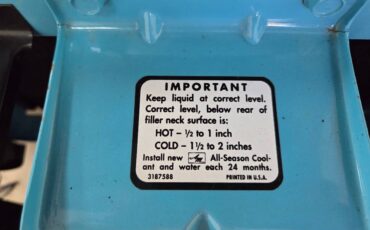 IMPORTANT
Keep liquid at correct level.
Correct level, below rear of
filler neck surface is:
HOT – ½ to 1 inch
COLD – 1½ to 2 inches
Install new All-Season Cool-
ant and water each 24 months.
3187588 PRINTED IN U.S.A.